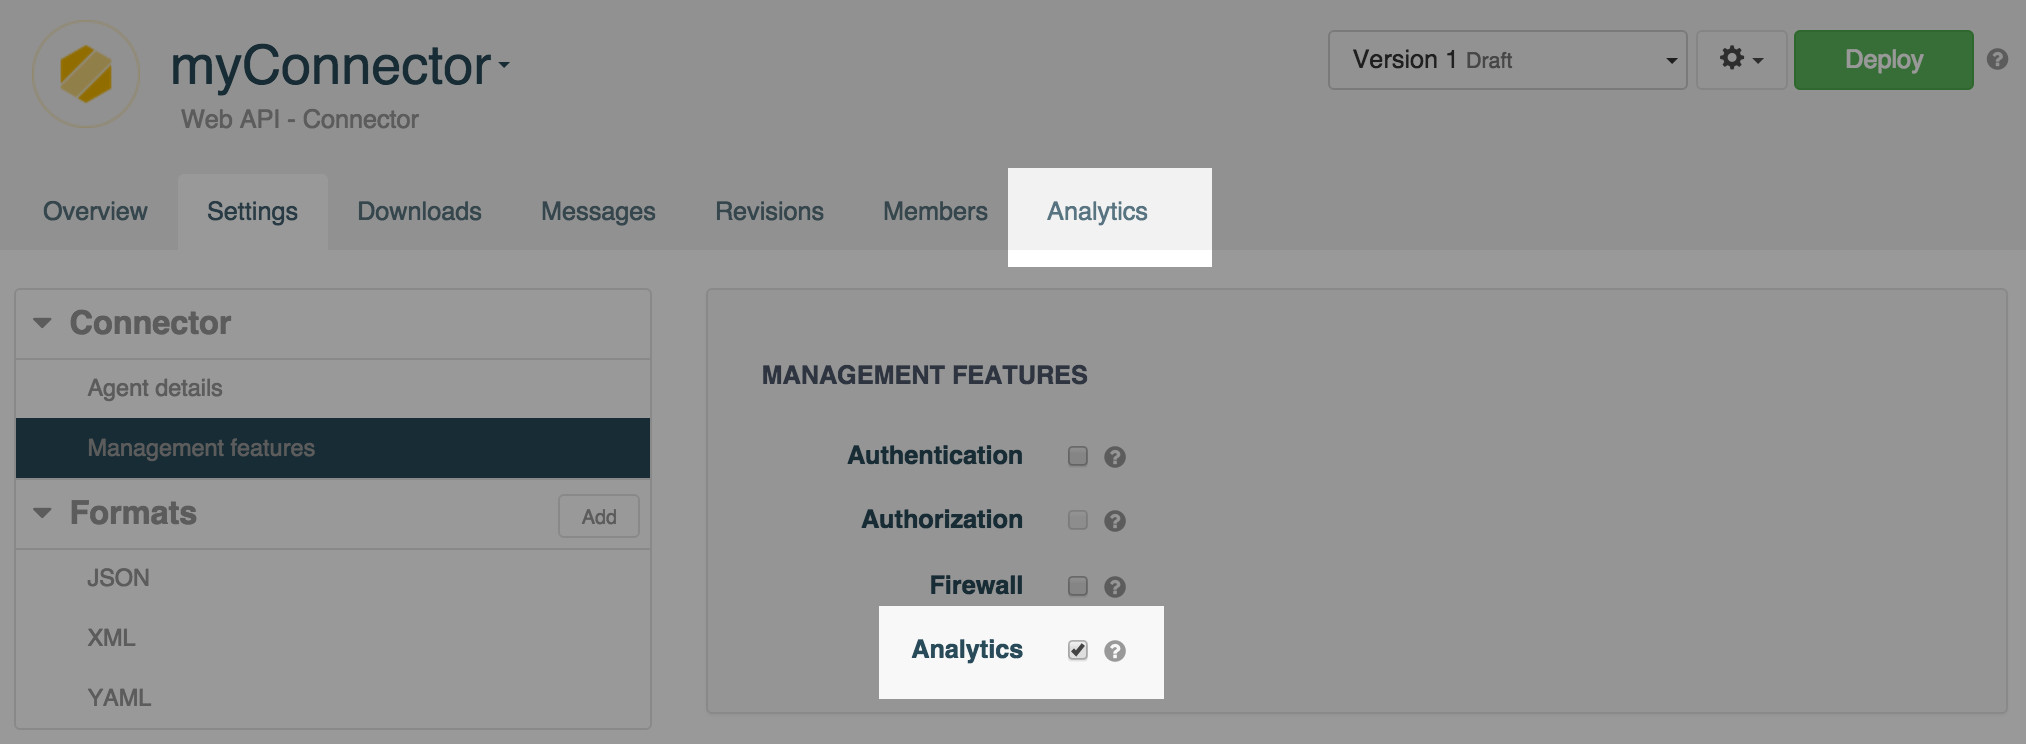 myConnector
Web API - Connector
Version 1 Draft
Deploy
?
Overview
Settings
Downloads
Messages
Revisions
Members
Analytics
Connector
Agent details
Management features
Formats
Add
JSON
XML
YAML
MANAGEMENT FEATURES
Authentication ?
Authorization ?
Firewall ?
Analytics ?